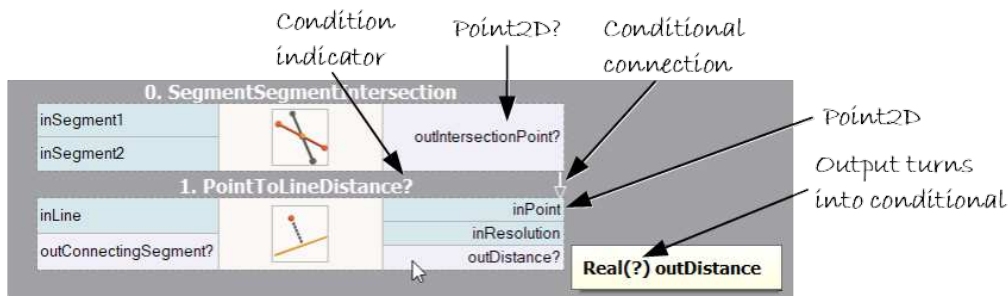 Condition
indicator
Point2D?
Conditional
connection
0. SegmentSegmentIntersection
inSegment1
inSegment2
outIntersectionPoint?
Point2D
Output turns
into conditional
1. PointToLineDistance?
inLine
outConnectingSegment?
inPoint
inResolution
outDistance?
Real(?) outDistance